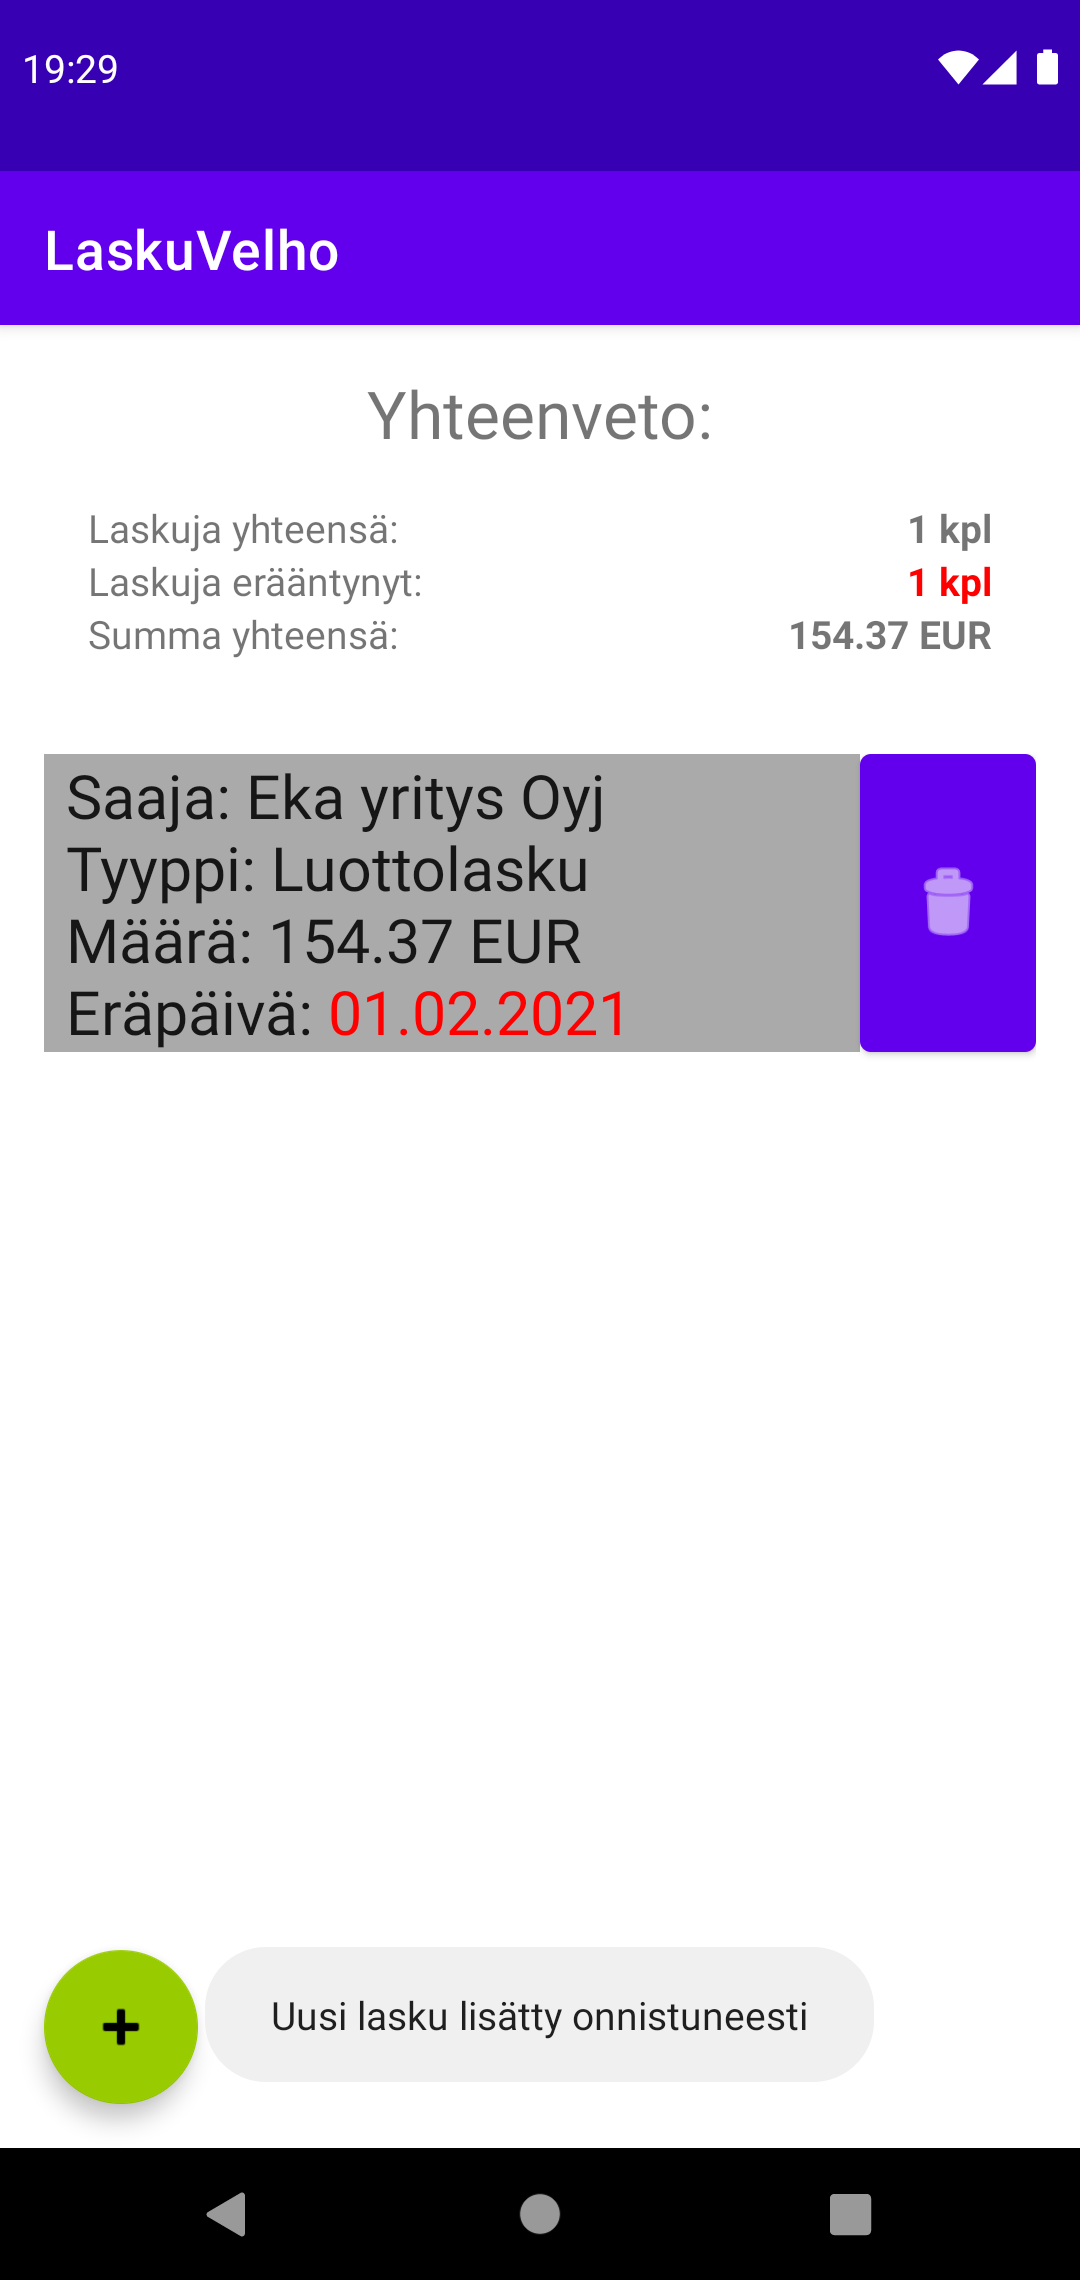 19:29
LaskuVelho
Yhteenveto:
Laskuja yhteensä: 1 kpl
Laskuja erääntynyt: 1 kpl
Summa yhteensä: 154.37 EUR
Saaja: Eka yritys Oyj
Tyyppi: Luottolasku
Määrä: 154.37 EUR
Eräpäivä: 01.02.2021
+
Uusi lasku lisätty onnistuneesti